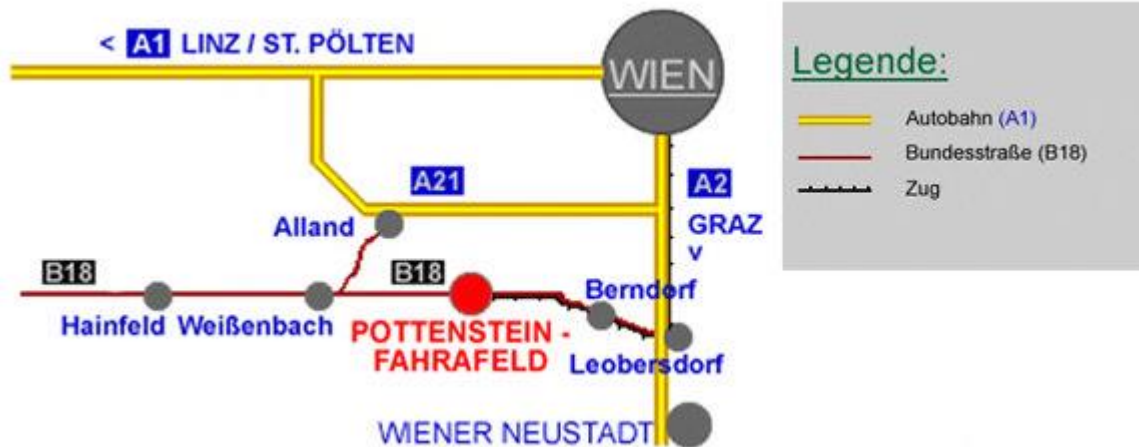 < A1 LINZ / ST. PÖLTEN
WIEN
A21
A2
GRAZ
v
Alland
B18
B18
Berndorf
Hainfeld
Weißenbach
POTTENSTEIN -
FAHRAFELD
Leobersdorf
WIENER NEUSTADT
Legende:
Autobahn (A1)
Bundesstraße (B18)
Zug